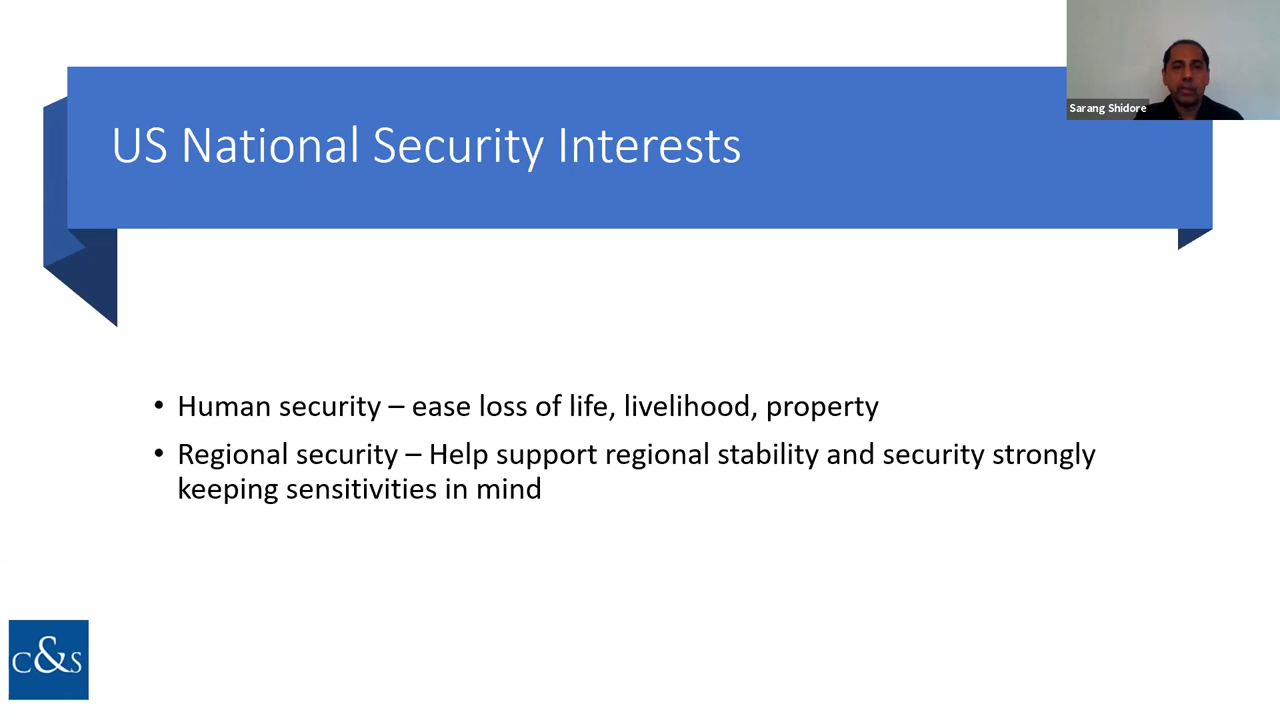 Sarang Shidore
US National Security Interests
• Human security – ease loss of life, livelihood, property
• Regional security – Help support regional stability and security strongly
keeping sensitivities in mind
C&S